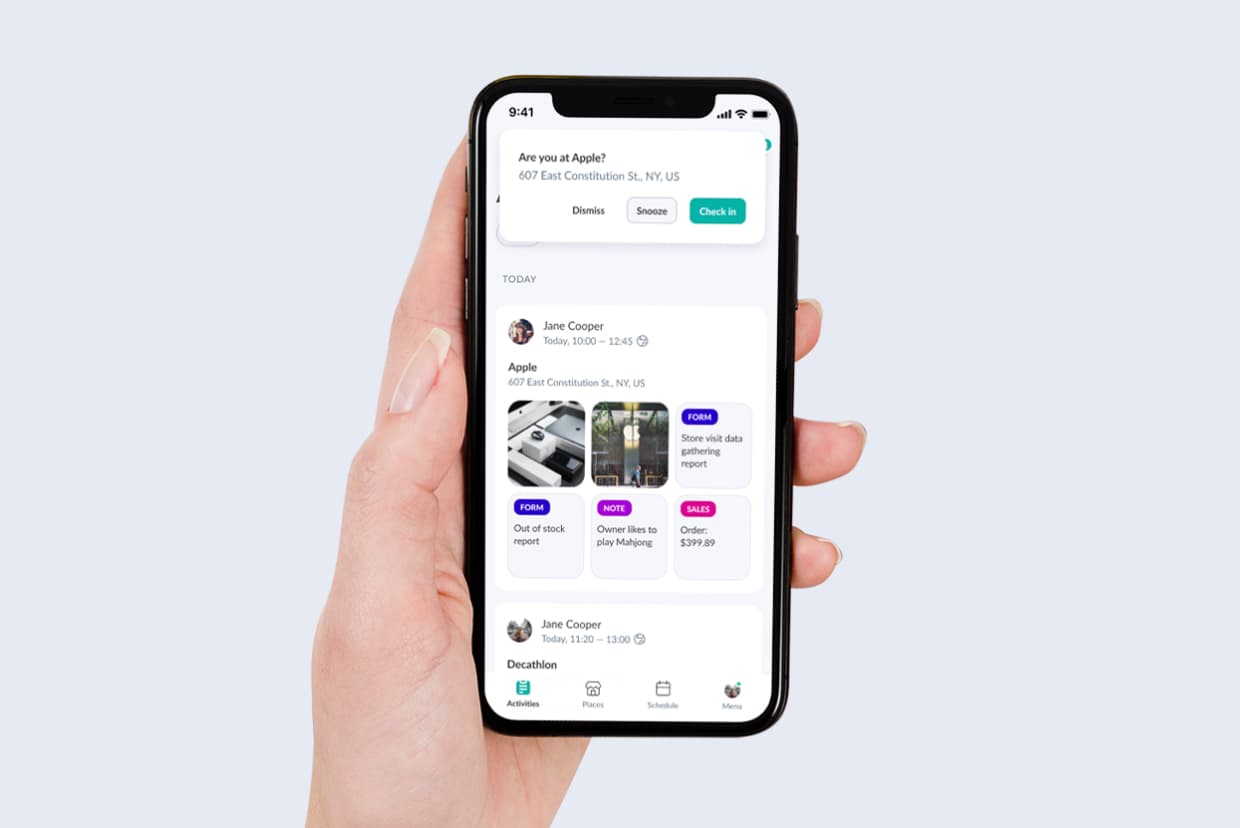 9:41
Are you at Apple?
607 East Constitution St., NY, US
Dismiss
Snooze
Check in
TODAY
Jane Cooper
Today, 10:00 – 12:45
Apple
607 East Constitution St., NY, US
FORM
Store visit data
gathering
report
FORM
Out of stock
report
NOTE
Owner likes to
play Mahjong
SALES
Order:
$399.89
Jane Cooper
Today, 11:20 – 13:00
Decathlon
Activities
Places
Schedule
Menu